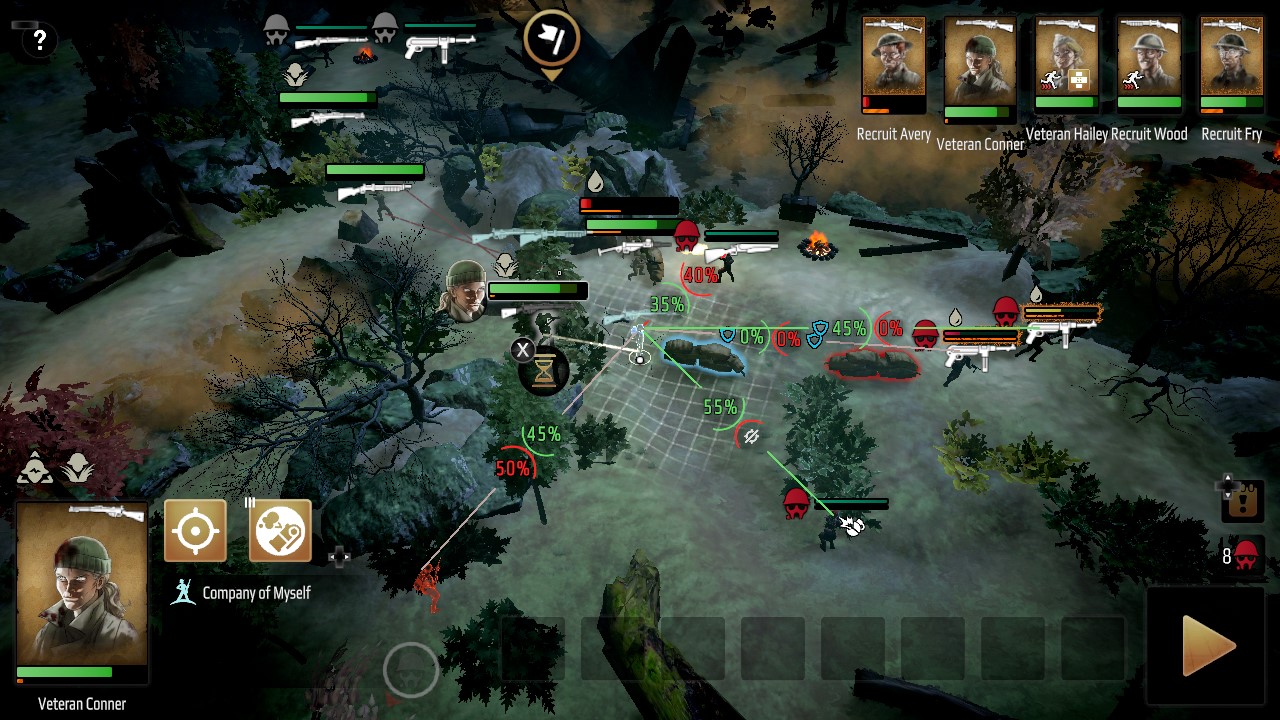 ?
Recruit Avery
Veteran Conner
Veteran Hailey
Recruit Wood
Recruit Fry
40%
35%
0%
0%
45%
0%
X
55%
45%
50%
Company of Myself
8
Veteran Conner